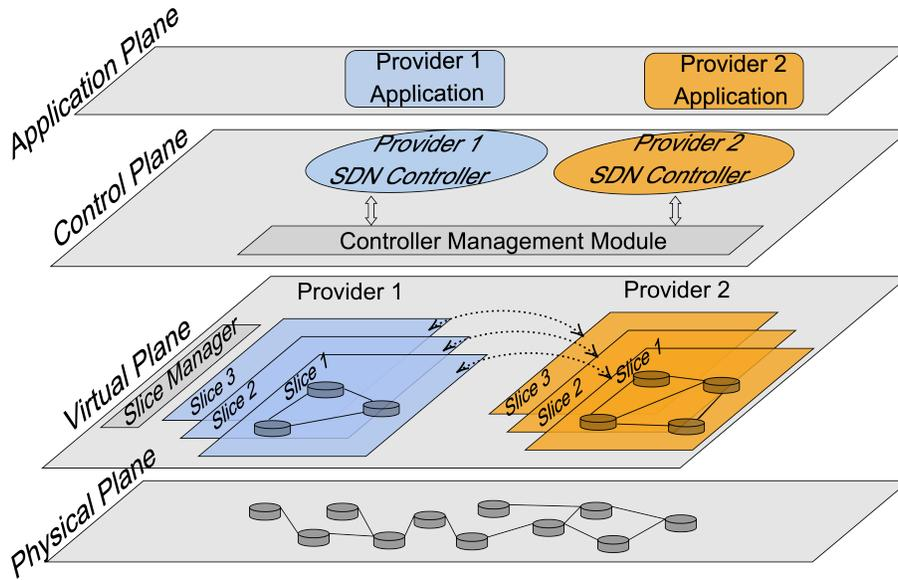 Application Plane
Provider 1
Application
Provider 2
Application
Control Plane
Provider 1
SDN Controller
Provider 2
SDN Controller
Controller Management Module
Virtual Plane
Slice Manager
Provider 1
Slice 3
Slice 2
Slice 1
Provider 2
Slice 3
Slice 2
Slice 1
Physical Plane